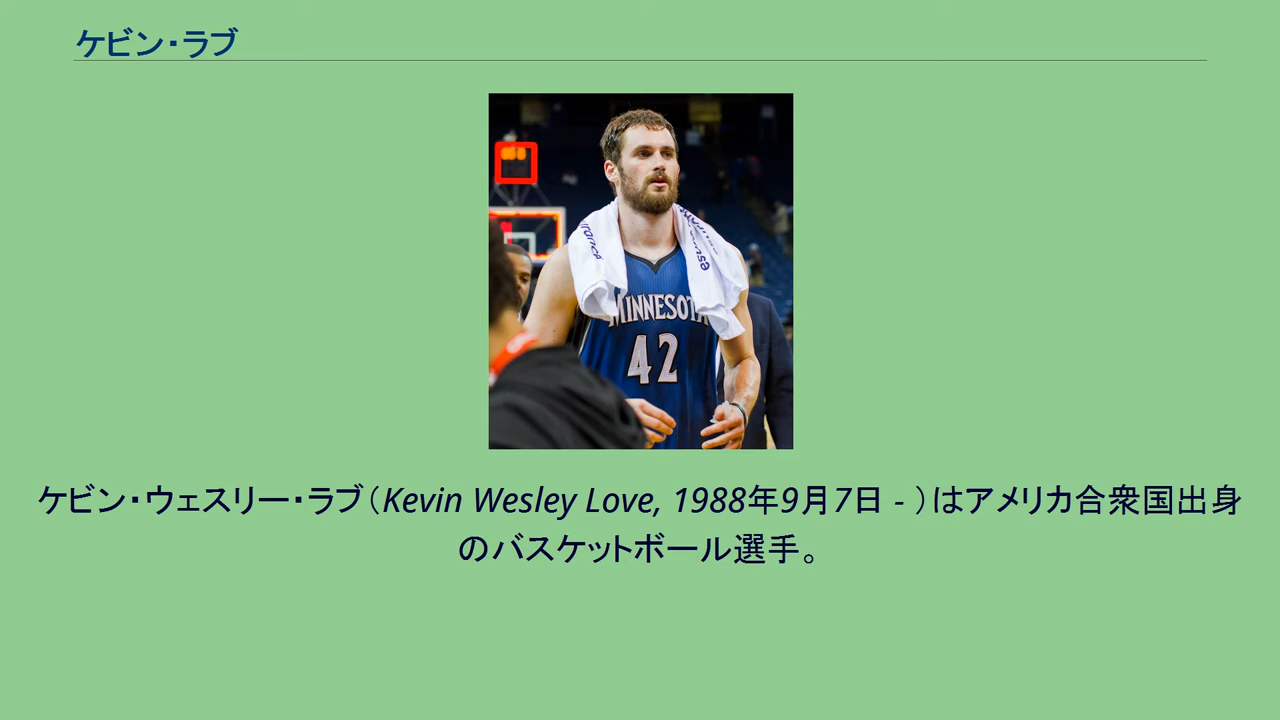 ケビン・ラブ
MINNESOTA
42
ケビン・ウェスリー・ラブ（Kevin Wesley Love, 1988年9月7日 - ）はアメリカ合衆国出身
のバスケットボール選手。